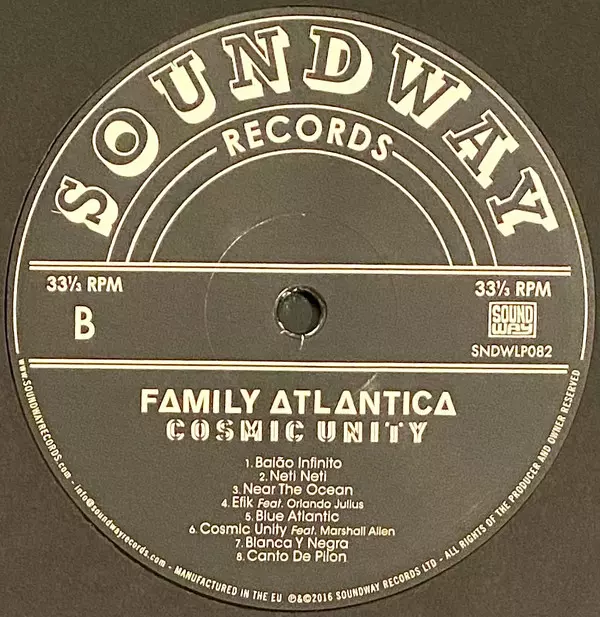 SOUNDWAY
RECORDS
33⅓ RPM
33⅓ RPM
B
SOUND
WAY
SNDWLP082
FAMILY ATLANTICA
COSMIC UNITY
1. Balão Infinito
2. Neti Neti
3. Near The Ocean
4. Efik Feat. Orlando Julius
5. Blue Atlantic
6. Cosmic Unity Feat. Marshall Allen
7. Blanca Y Negra
8. Canto De Pilon
www.SOUNDWAYRECORDS.com - info@soundwayrecords.com - MANUFACTURED IN THE EU ℗&©2016 SOUNDWAY RECORDS LTD - ALL RIGHTS OF THE PRODUCER AND OWNER RESERVED